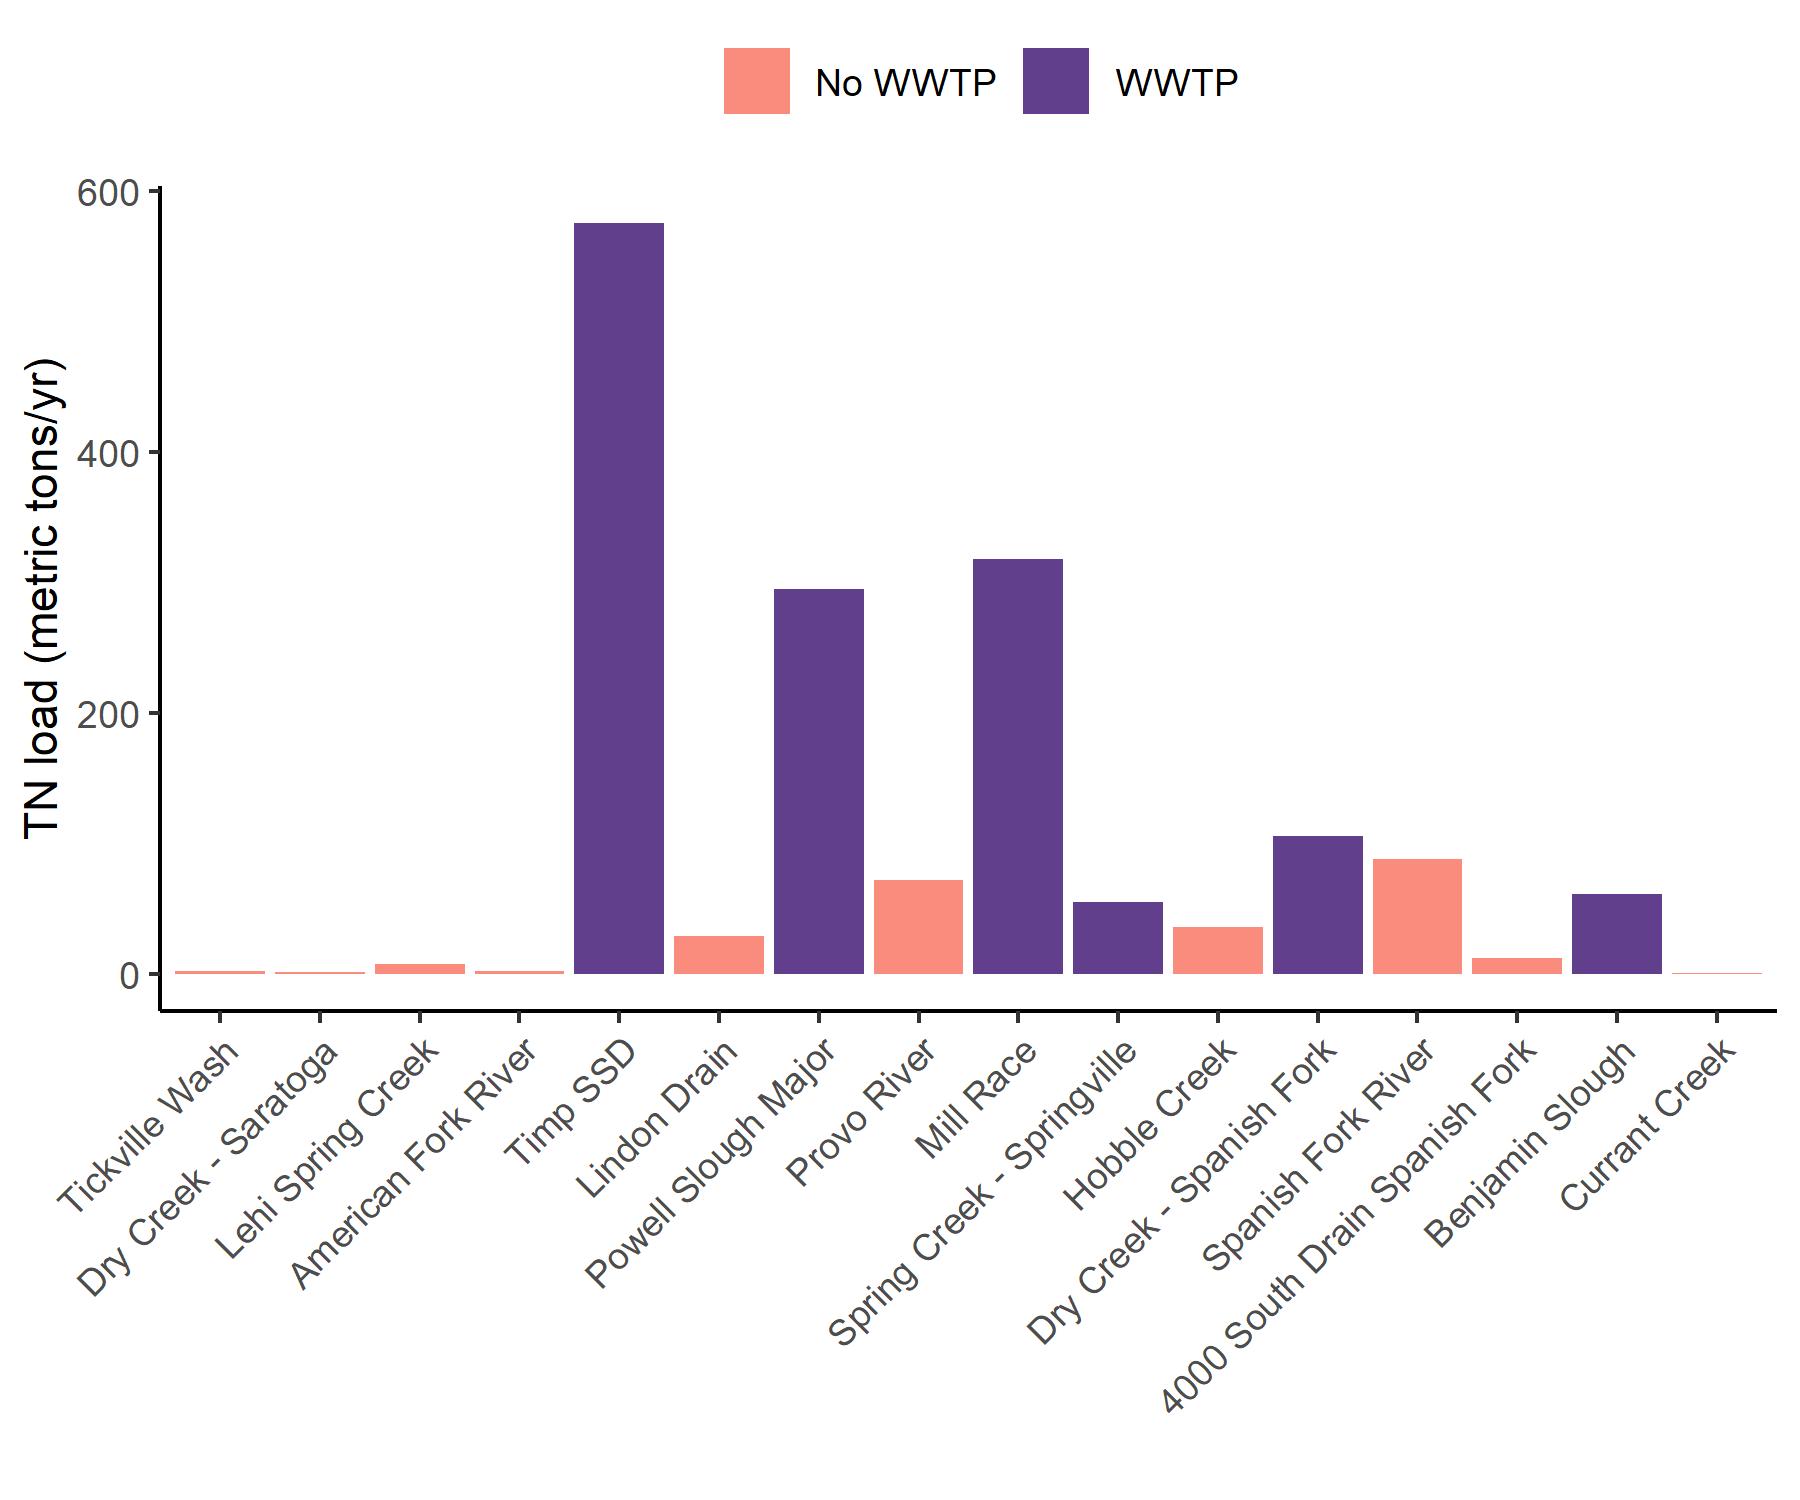 No WWTP
WWTP
TN load (metric tons/yr)
600
400
200
0
Tickville Wash
Dry Creek - Saratoga
Lehi Spring Creek
American Fork River
Timp SSD
Lindon Drain
Powell Slough Major
Provo River
Mill Race
Spring Creek - Springville
Hobble Creek
Dry Creek - Spanish Fork
Spanish Fork River
4000 South Drain Spanish Fork
Benjamin Slough
Currant Creek